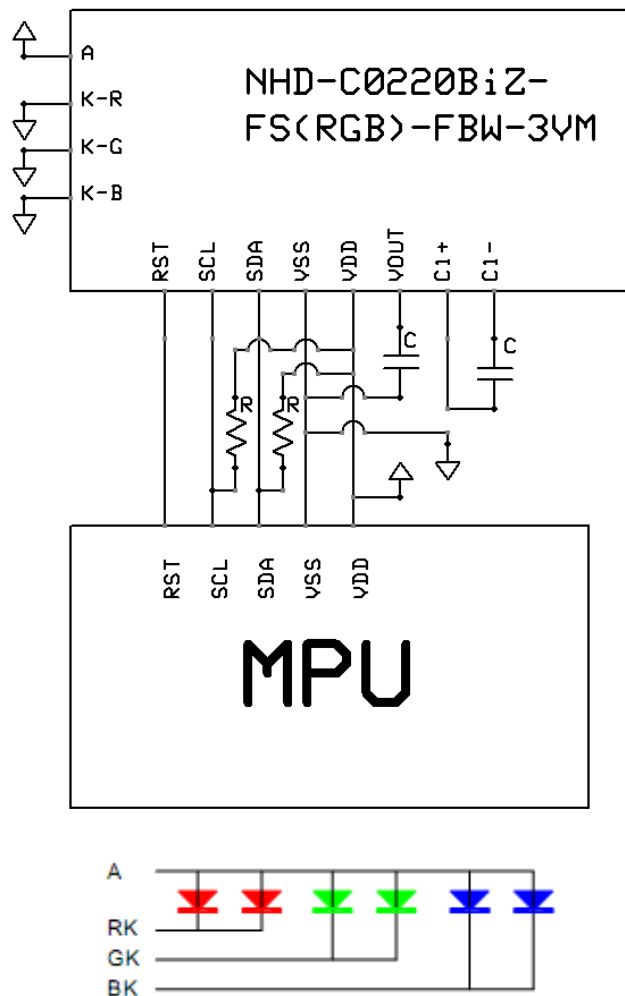 A
K-R
K-G
K-B
NHD-C0220BiZ-
FS(RGB)-FBW-3VM
RST
SCL
SDA
VSS
VDD
VOUT
C1+
C1-
C
C
R
R
RST
SCL
SDA
VSS
VDD
MPU
A
RK
GK
BK